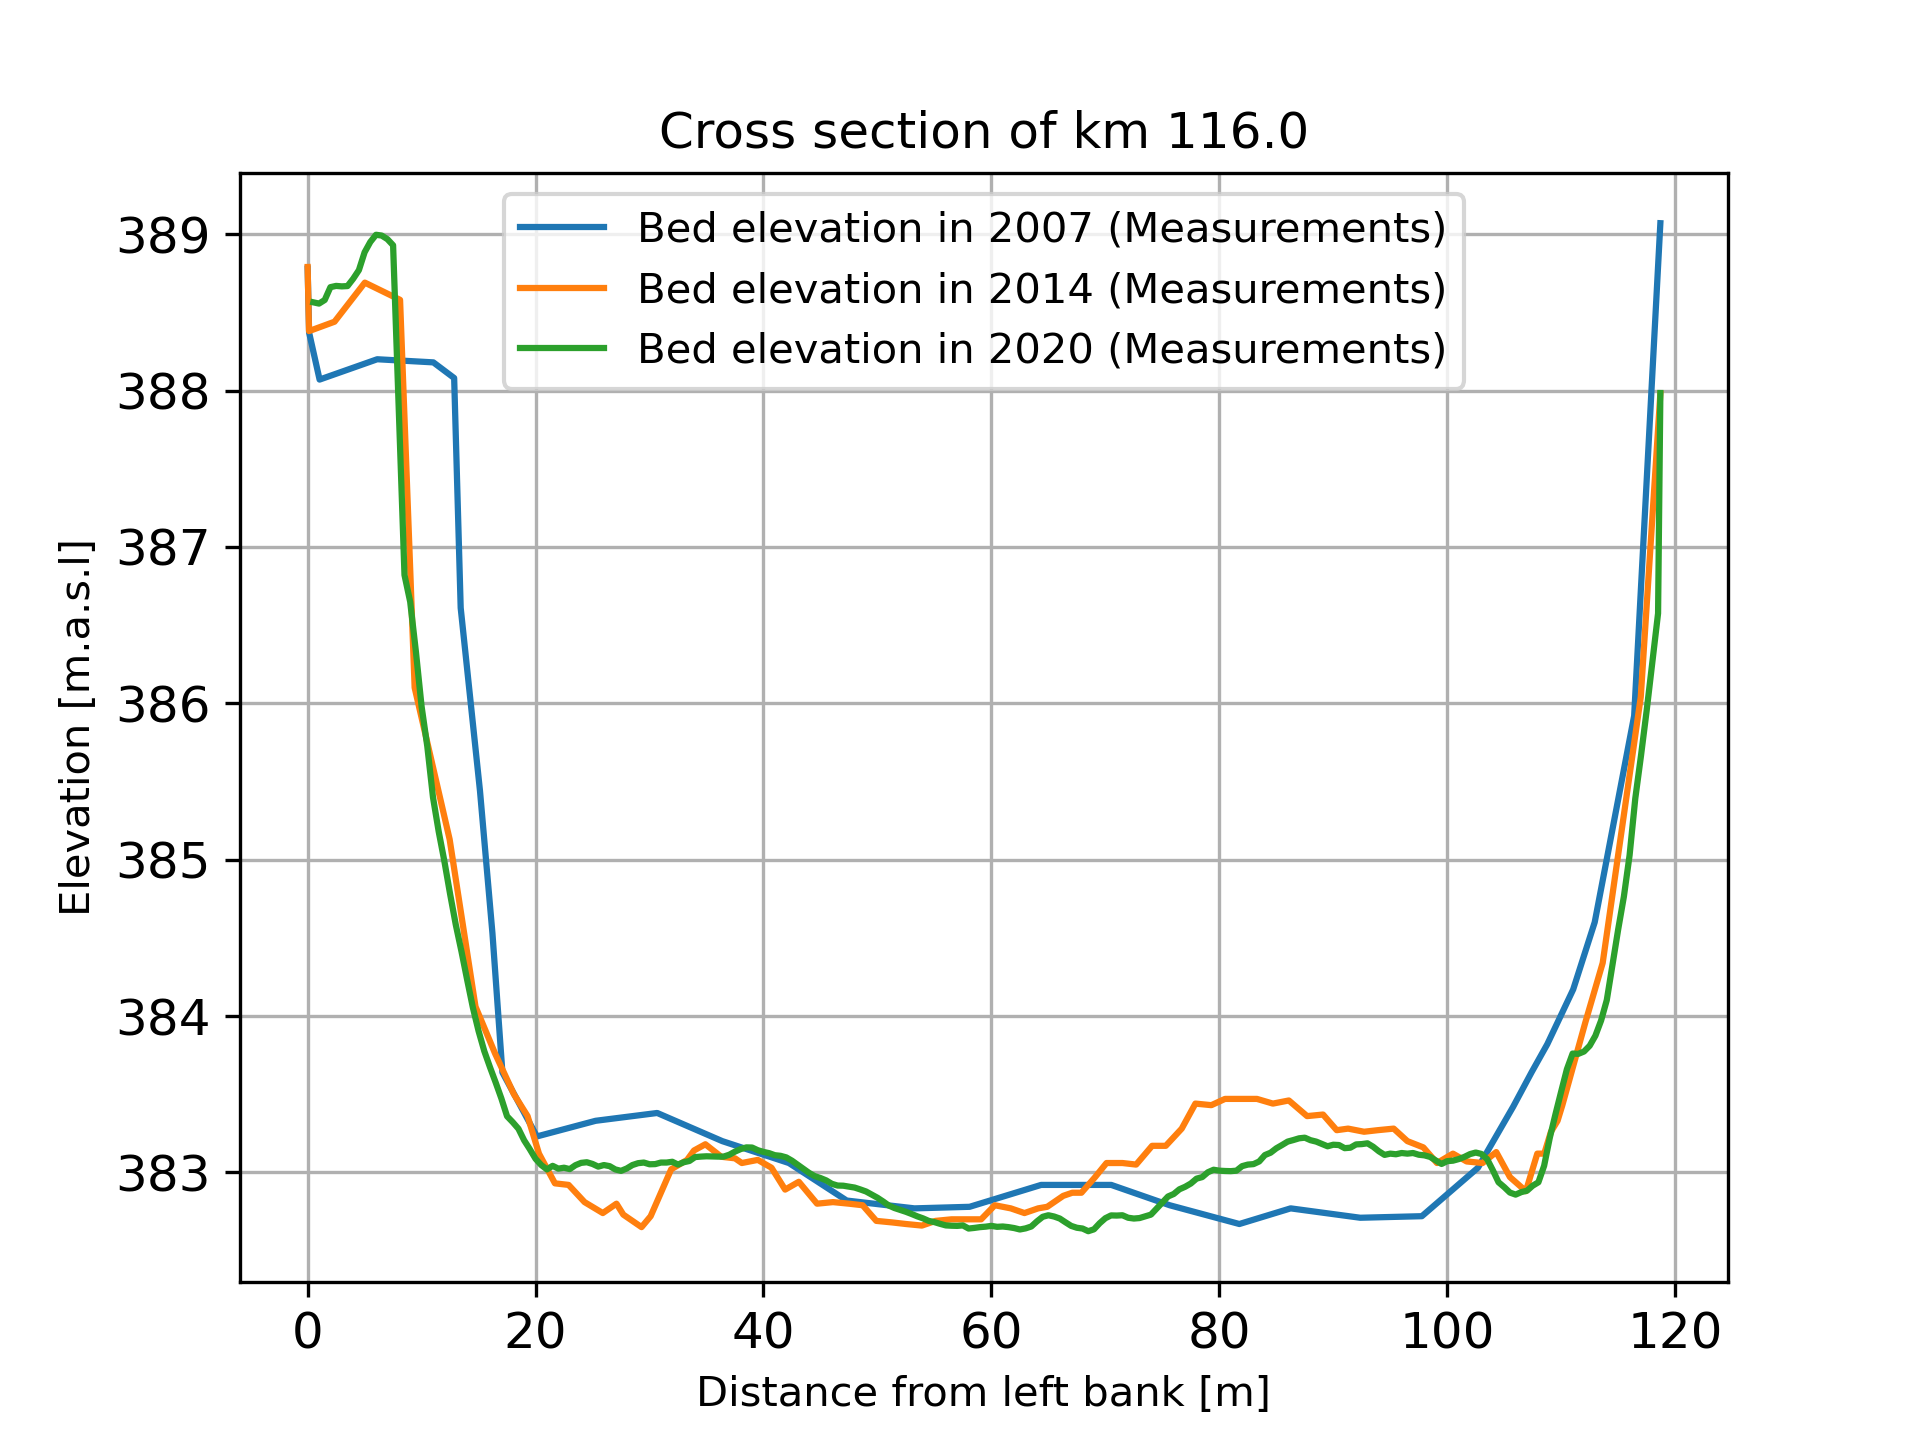 Cross section of km 116.0
Bed elevation in 2007 (Measurements)
Bed elevation in 2014 (Measurements)
Bed elevation in 2020 (Measurements)
Elevation [m.a.s.l]
389
388
387
386
385
384
383
0 20 40 60 80 100 120
Distance from left bank [m]